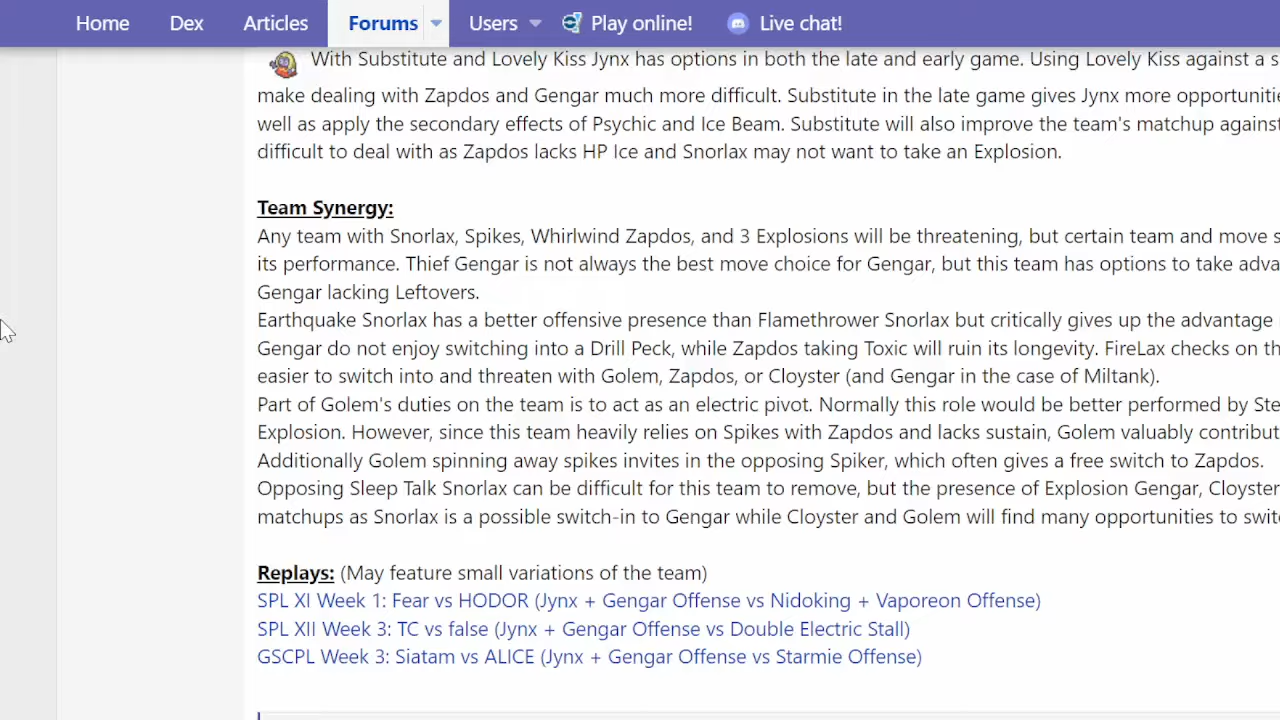 Home Dex Articles Forums Users Play online! Live chat!
With Substitute and Lovely Kiss Jynx has options in both the late and early game. Using Lovely Kiss against a s
make dealing with Zapdos and Gengar much more difficult. Substitute in the late game gives Jynx more opportunitie
well as apply the secondary effects of Psychic and Ice Beam. Substitute will also improve the team's matchup against
difficult to deal with as Zapdos lacks HP Ice and Snorlax may not want to take an Explosion.
Team Synergy:
Any team with Snorlax, Spikes, Whirlwind Zapdos, and 3 Explosions will be threatening, but certain team and move s
its performance. Thief Gengar is not always the best move choice for Gengar, but this team has options to take adva
Gengar lacking Leftovers.
Earthquake Snorlax has a better offensive presence than Flamethrower Snorlax but critically gives up the advantage
Gengar do not enjoy switching into a Drill Peck, while Zapdos taking Toxic will ruin its longevity. FireLax checks on th
easier to switch into and threaten with Golem, Zapdos, or Cloyster (and Gengar in the case of Miltank).
Part of Golem's duties on the team is to act as an electric pivot. Normally this role would be better performed by Ste
Explosion. However, since this team heavily relies on Spikes with Zapdos and lacks sustain, Golem valuably contribut
Additionally Golem spinning away spikes invites in the opposing Spiker, which often gives a free switch to Zapdos.
Opposing Sleep Talk Snorlax can be difficult for this team to remove, but the presence of Explosion Gengar, Cloyster
matchups as Snorlax is a possible switch-in to Gengar while Cloyster and Golem will find many opportunities to swit
Replays: (May feature small variations of the team)
SPL XI Week 1: Fear vs HODOR (Jynx + Gengar Offense vs Nidoking + Vaporeon Offense)
SPL XII Week 3: TC vs false (Jynx + Gengar Offense vs Double Electric Stall)
GSCPL Week 3: Siatam vs ALICE (Jynx + Gengar Offense vs Starmie Offense)